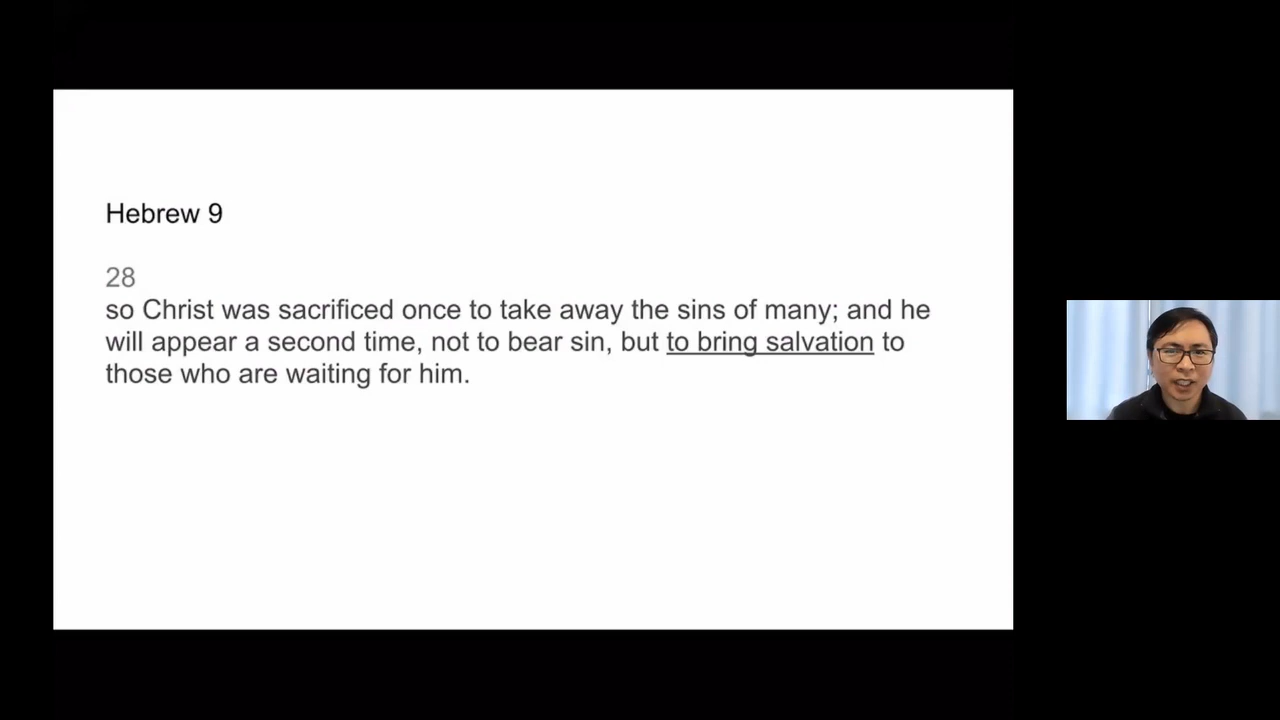 Hebrew 9
28
so Christ was sacrificed once to take away the sins of many; and he
will appear a second time, not to bear sin, but to bring salvation to
those who are waiting for him.